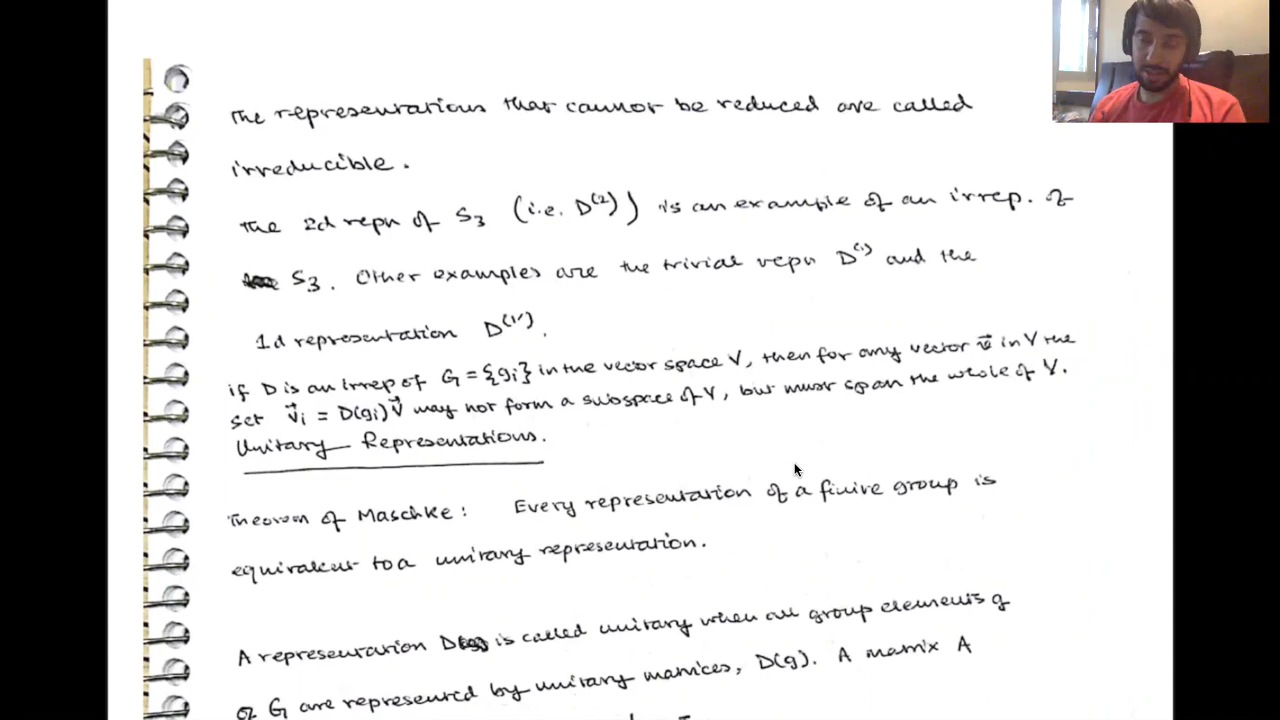 The representations that cannot be reduced are called
irreducible.
The 2d repn of S₃ (i.e. D⁽²⁾) is an example of an irrep. of
S₃. Other examples are the trivial repn D⁽¹⁾ and the
1d representation D⁽¹'⁾.
if D is an irrep of G = {gᵢ} in the vector space V, then for any vector v⃗ in V the
set v⃗ᵢ = D(gᵢ)v⃗ may not form a subspace of V, but must span the whole of V.
Unitary Representations.
Theorem of Maschke: Every representation of a finite group is
equivalent to a unitary representation.
A representation D is called unitary when all group elements g
of G are represented by unitary matrices, D(g). A matrix A